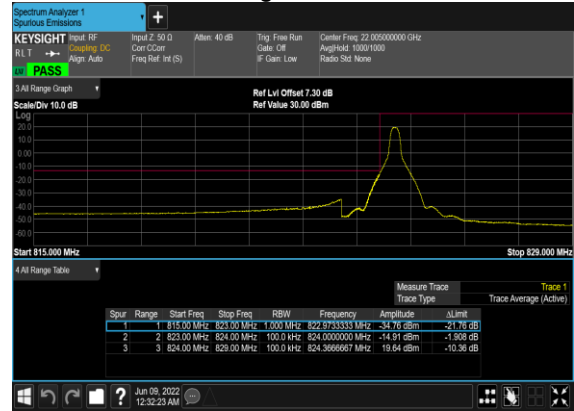 Spectrum Analyzer 1
Spurious Emissions
KEYSIGHT Input: RF Input Z: 50 Ω Atten: 40 dB Trig: Free Run Center Freq: 22.005000000 GHz
Coupling: DC Corr CCorr Gate: Off Avg|Hold: 1000/1000
RLT Align: Auto Freq Ref: Int (S) IF Gain: Low Radio Std: None
PASS
3 All Range Graph
Ref Lvl Offset 7.30 dB
Scale/Div 10.0 dB Ref Value 30.00 dBm
Log
20.0
10.0
0.00
-10.0
-20.0
-30.0
-40.0
-50.0
-60.0
Start 815.000 MHz Stop 829.000 MHz
4 All Range Table
Measure Trace Trace 1
Trace Type Trace Average (Active)
Spur Range Start Freq Stop Freq RBW Frequency Amplitude ΔLimit
1 1 815.00 MHz 823.00 MHz 1.000 MHz 822.9733333 MHz -34.76 dBm -21.76 dB
2 2 823.00 MHz 824.00 MHz 100.0 kHz 824.0000000 MHz -14.91 dBm -1.908 dB
3 3 824.00 MHz 829.00 MHz 100.0 kHz 824.3666667 MHz 19.64 dBm -10.36 dB
? Jun 09, 2022
12:32:23 AM